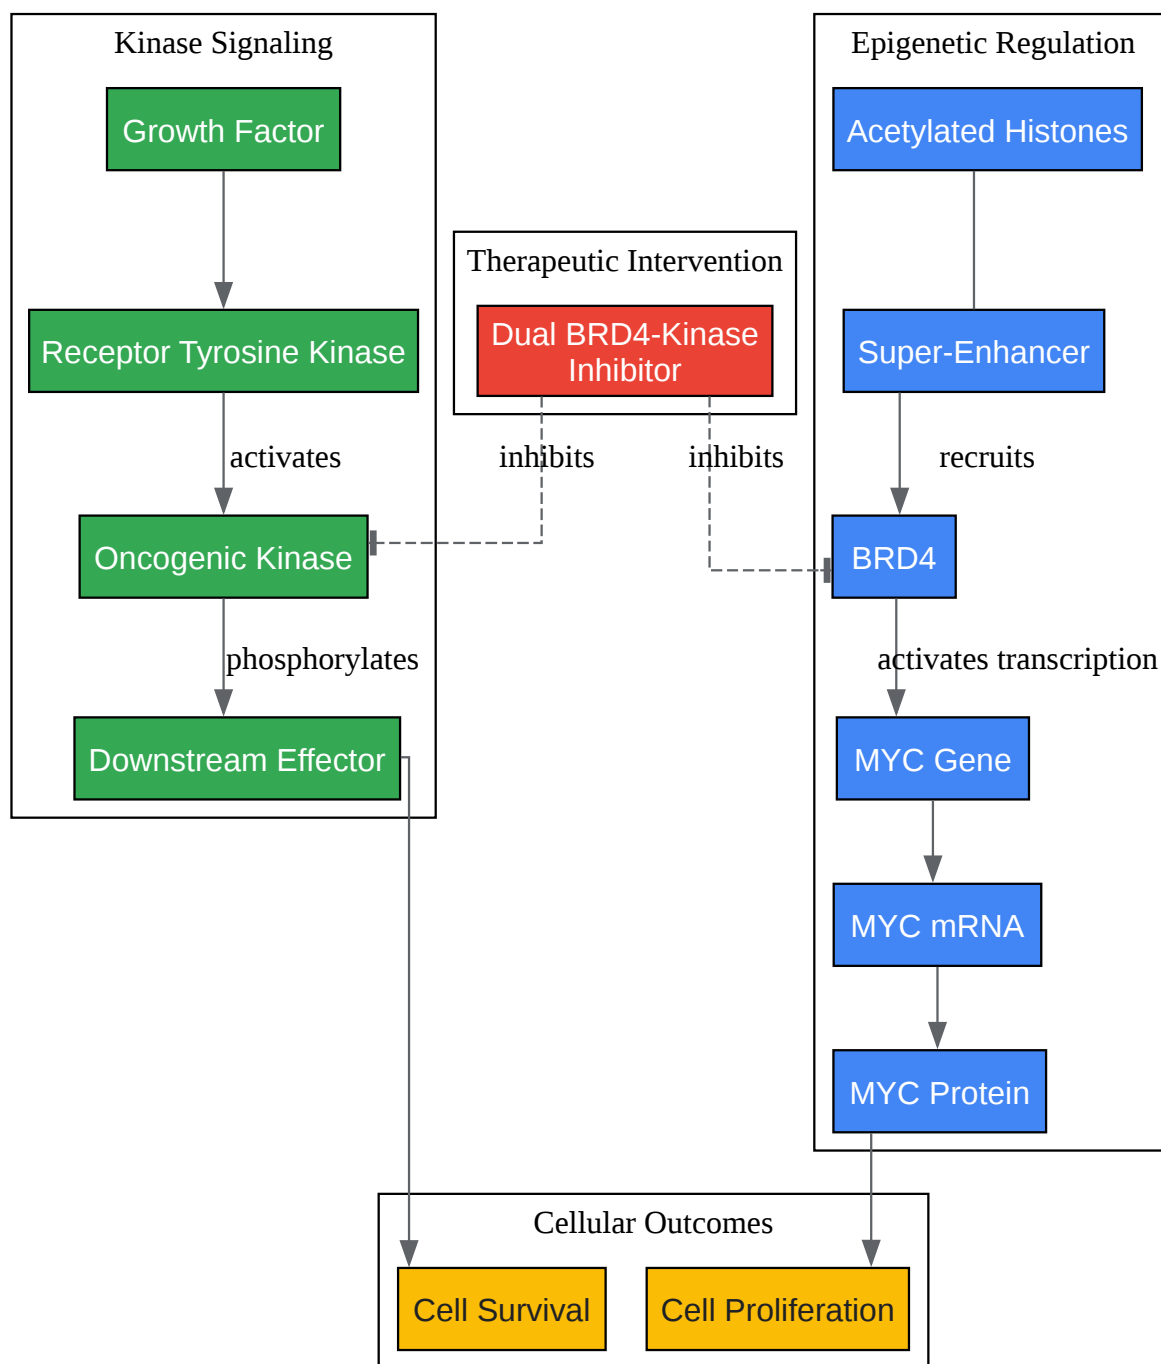 Kinase Signaling
Growth Factor
Receptor Tyrosine Kinase
activates
Oncogenic Kinase
phosphorylates
Downstream Effector
Therapeutic Intervention
Dual BRD4-Kinase
Inhibitor
inhibits
inhibits
Epigenetic Regulation
Acetylated Histones
Super-Enhancer
recruits
BRD4
activates transcription
MYC Gene
MYC mRNA
MYC Protein
Cellular Outcomes
Cell Survival
Cell Proliferation